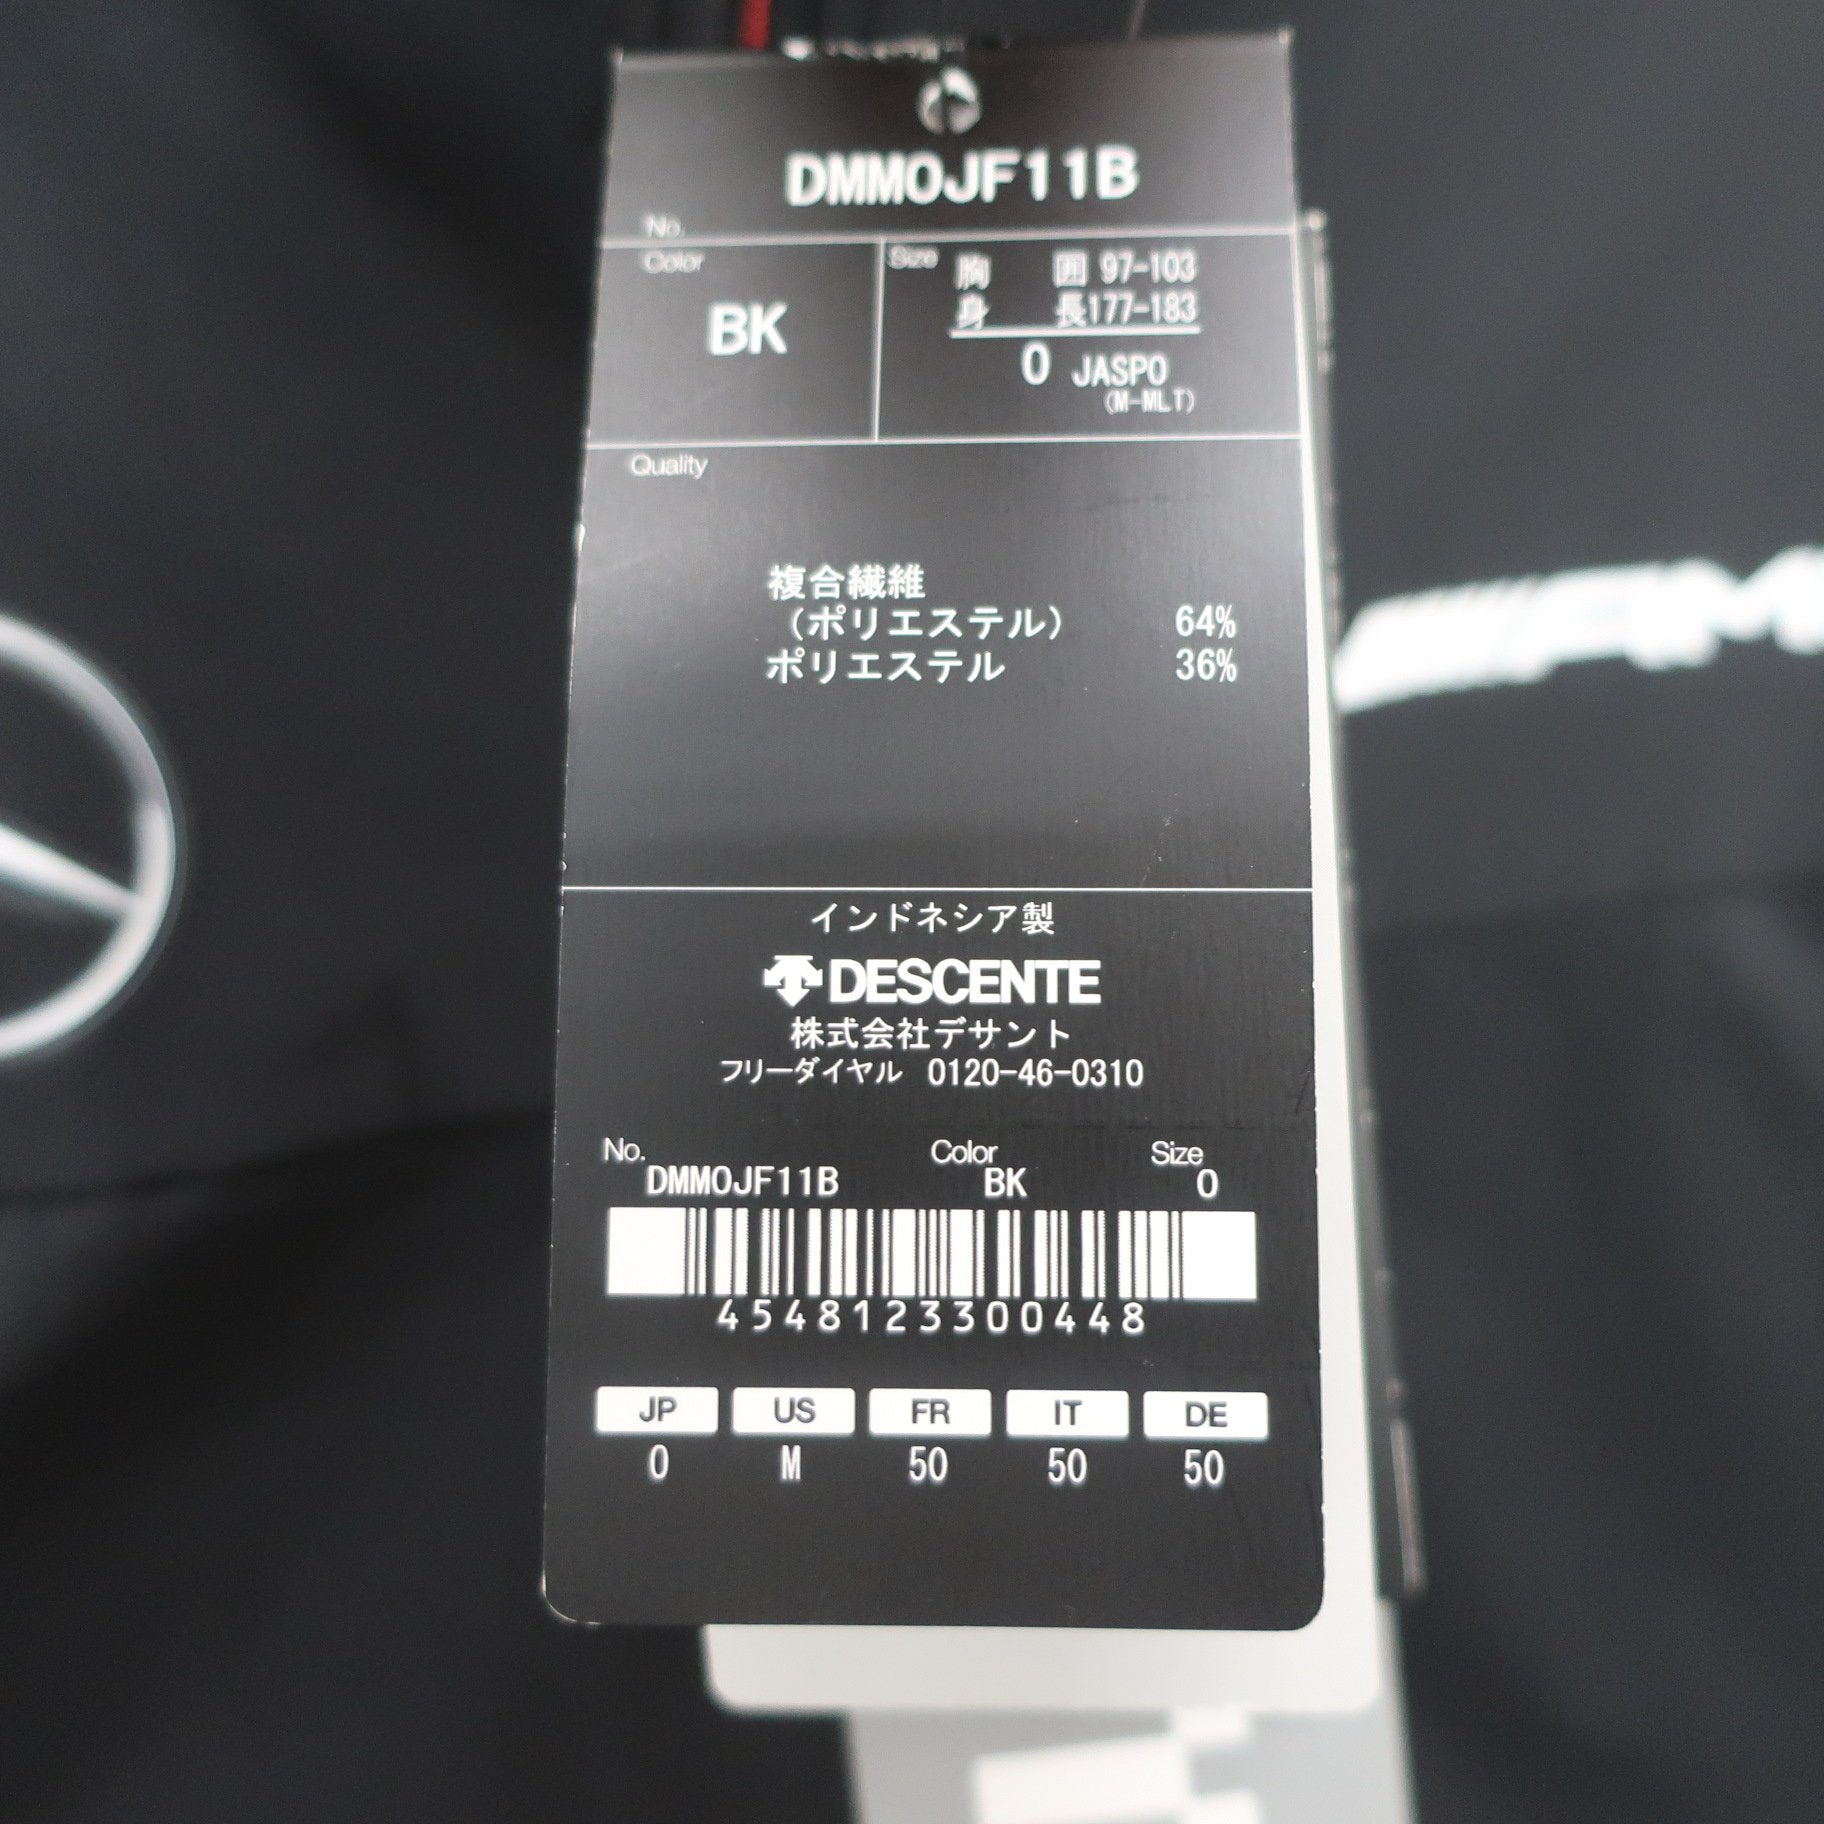 DMMOJF11B
No.
Color
BK
Size
胸 囲 97-103
身 長177-183
O JASPO
(M-MLT)
Quality
複合繊維
(ポリエステル) 64%
ポリエステル 36%
インドネシア製
DESCENTE
株式会社デサント
フリーダイヤル 0120-46-0310
No. Color Size
DMMOJF11B BK O
4548123300448
JP US FR IT DE
O M 50 50 50
AM